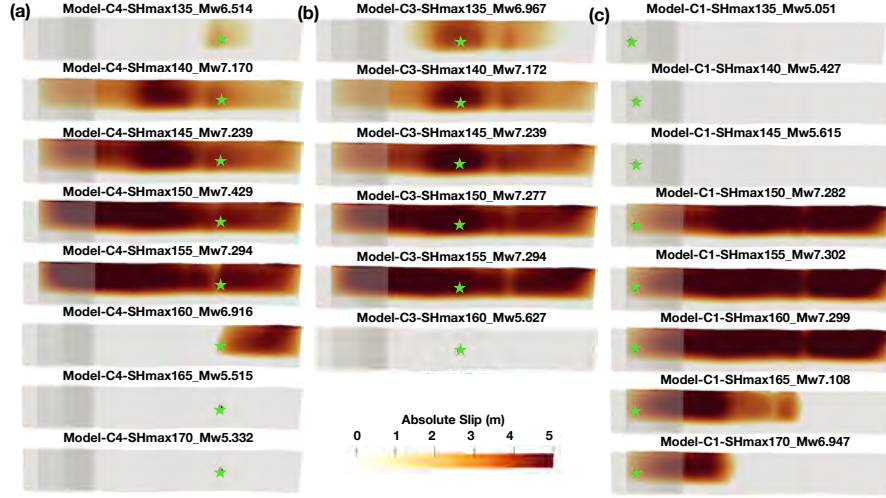 (a)
Model-C4-SHmax135_Mw6.514
Model-C4-SHmax140_Mw7.170
Model-C4-SHmax145_Mw7.239
Model-C4-SHmax150_Mw7.429
Model-C4-SHmax155_Mw7.294
Model-C4-SHmax160_Mw6.916
Model-C4-SHmax165_Mw5.515
Model-C4-SHmax170_Mw5.332
(b)
Model-C3-SHmax135_Mw6.967
Model-C3-SHmax140_Mw7.172
Model-C3-SHmax145_Mw7.239
Model-C3-SHmax150_Mw7.277
Model-C3-SHmax155_Mw7.294
Model-C3-SHmax160_Mw5.627
Absolute Slip (m)
0 1 2 3 4 5
(c)
Model-C1-SHmax135_Mw5.051
Model-C1-SHmax140_Mw5.427
Model-C1-SHmax145_Mw5.615
Model-C1-SHmax150_Mw7.282
Model-C1-SHmax155_Mw7.302
Model-C1-SHmax160_Mw7.299
Model-C1-SHmax165_Mw7.108
Model-C1-SHmax170_Mw6.947